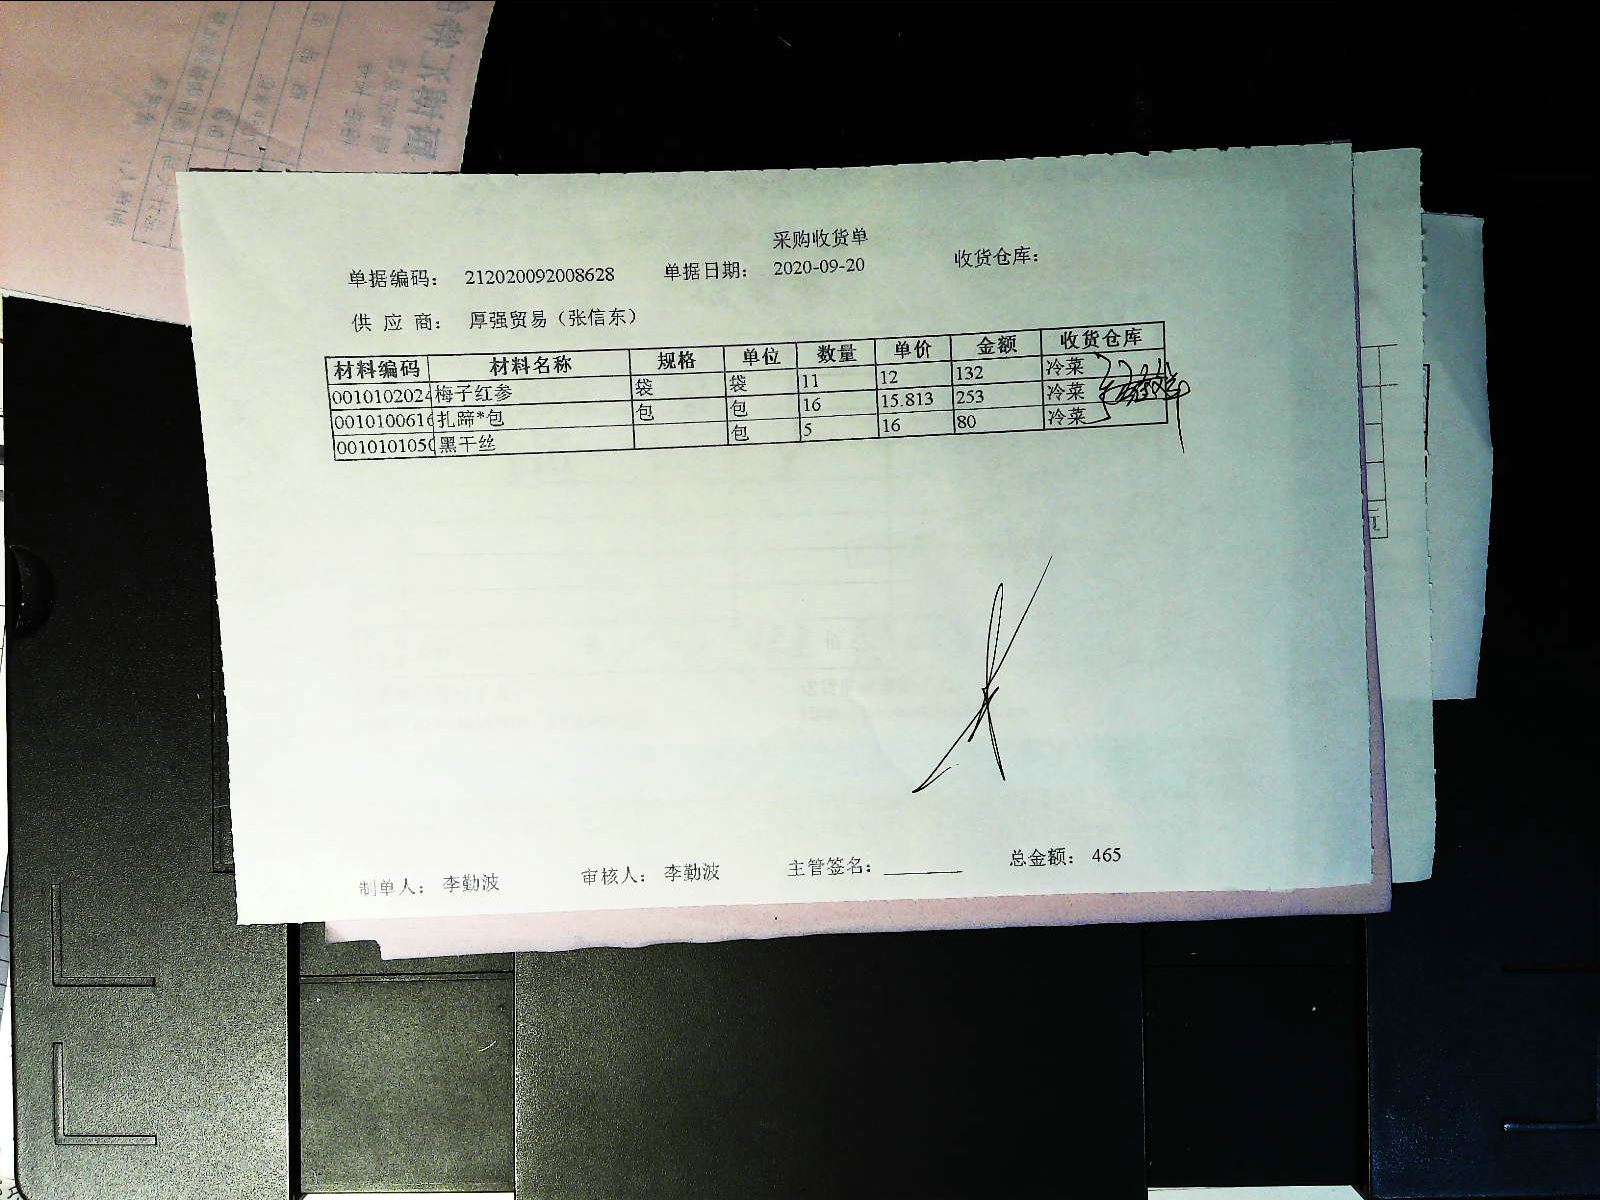 采购收货单
单据编码： 212020092008628 单据日期： 2020-09-20 收货仓库：
供 应 商： 厚强贸易（张信东）
材料编码 材料名称 规格 单位 数量 单价 金额 收货仓库
0010102024 梅子红参 袋 袋 11 12 132 冷菜
0010100616 扎蹄*包 包 包 16 15.813 253 冷菜
001010105 黑干丝 包 5 16 80 冷菜
制单人： 李勤波 审核人： 李勤波 主管签名： 总金额： 465